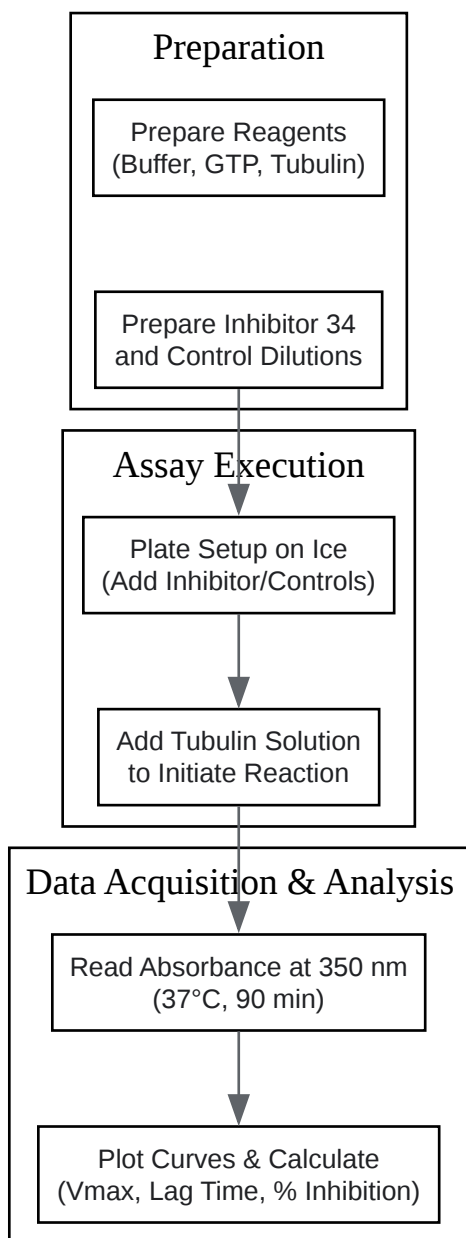 Preparation
Prepare Reagents
(Buffer, GTP, Tubulin)
Prepare Inhibitor 34
and Control Dilutions
Assay Execution
Plate Setup on Ice
(Add Inhibitor/Controls)
Add Tubulin Solution
to Initiate Reaction
Data Acquisition & Analysis
Read Absorbance at 350 nm
(37°C, 90 min)
Plot Curves & Calculate
(Vmax, Lag Time, % Inhibition)